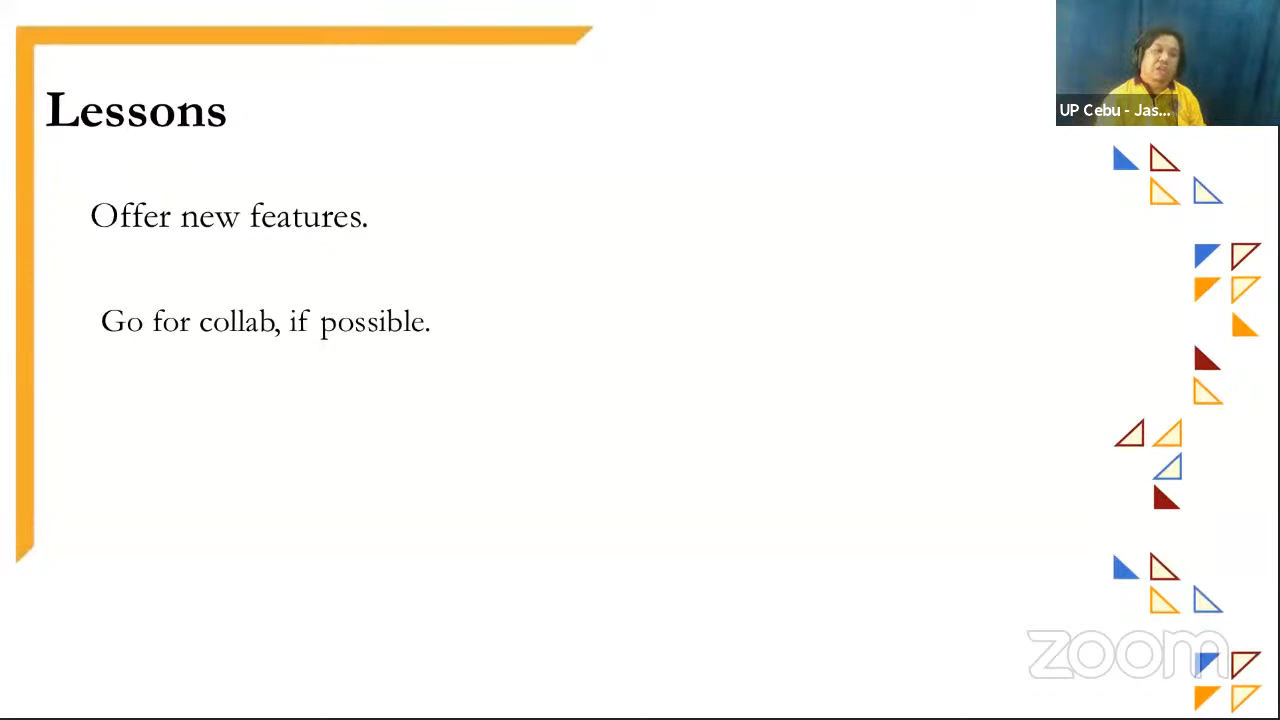 Lessons
Offer new features.
Go for collab, if possible.
UP Cebu - Jas...
zoom